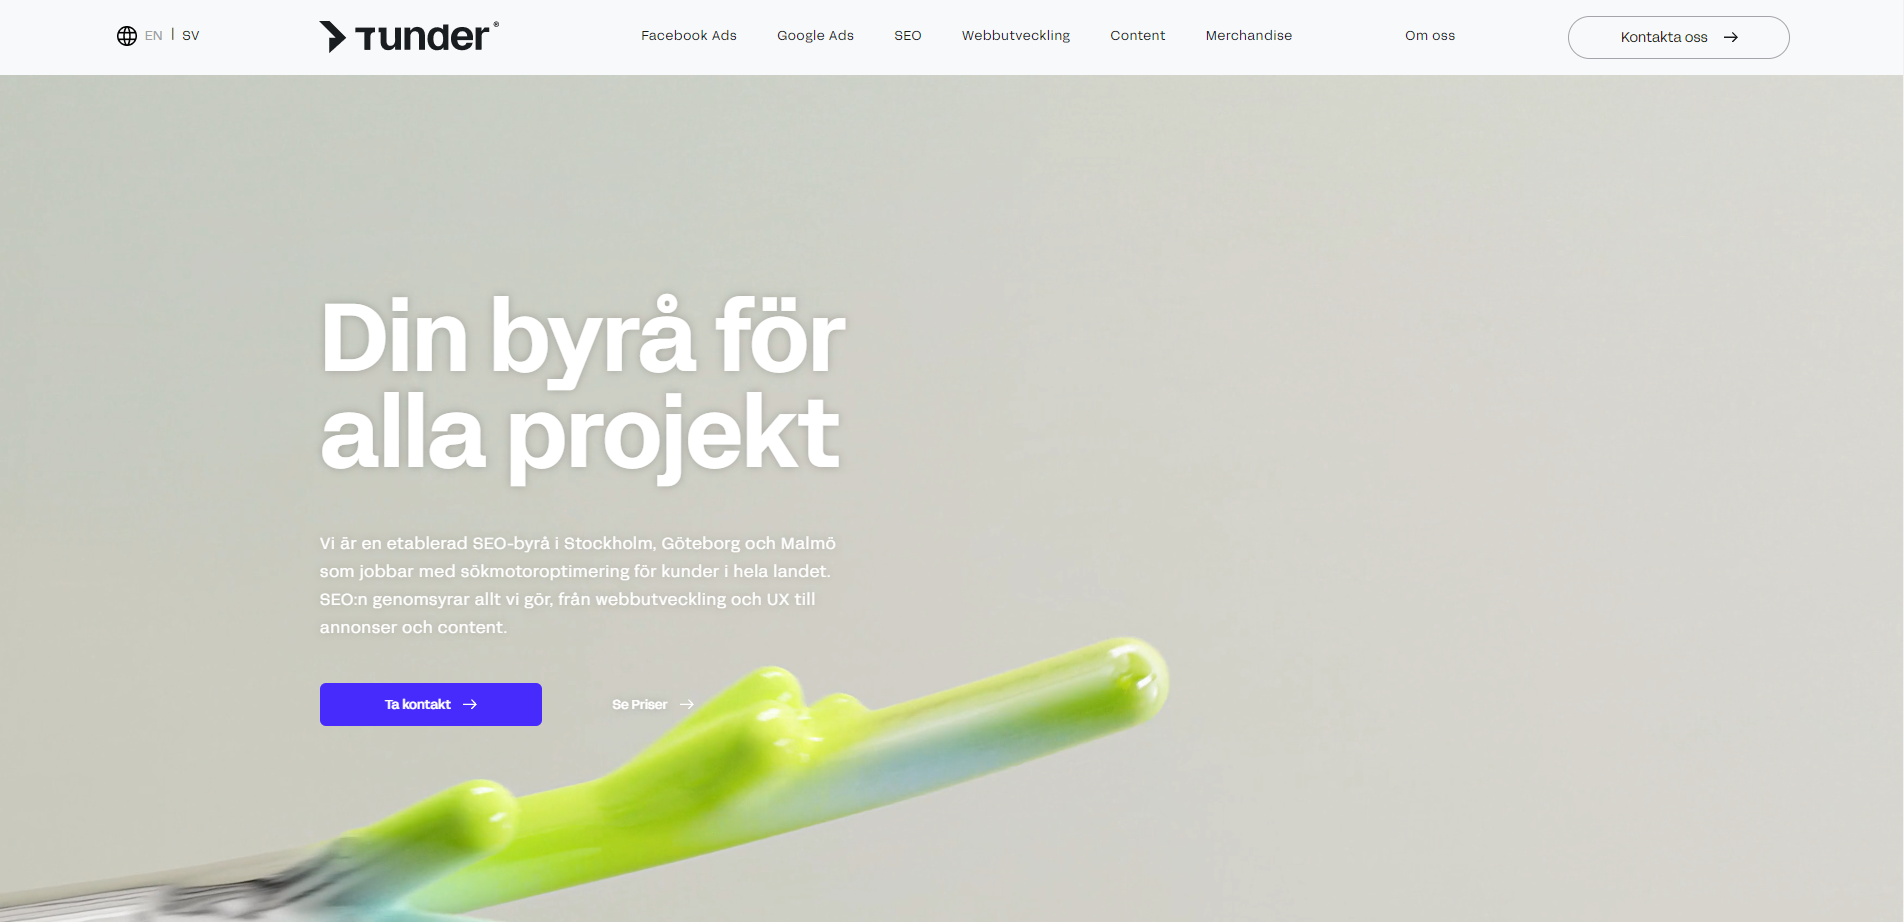 EN | SV
Tunder®
Facebook Ads
Google Ads
SEO
Webbutveckling
Content
Merchandise
Om oss
Kontakta oss →
Din byrå för
alla projekt
Vi är en etablerad SEO-byrå i Stockholm, Göteborg och Malmö
som jobbar med sökmotoroptimering för kunder i hela landet.
SEO:n genomsyrar allt vi gör, från webbutveckling och UX till
annonser och content.
Ta kontakt →
Se Priser →